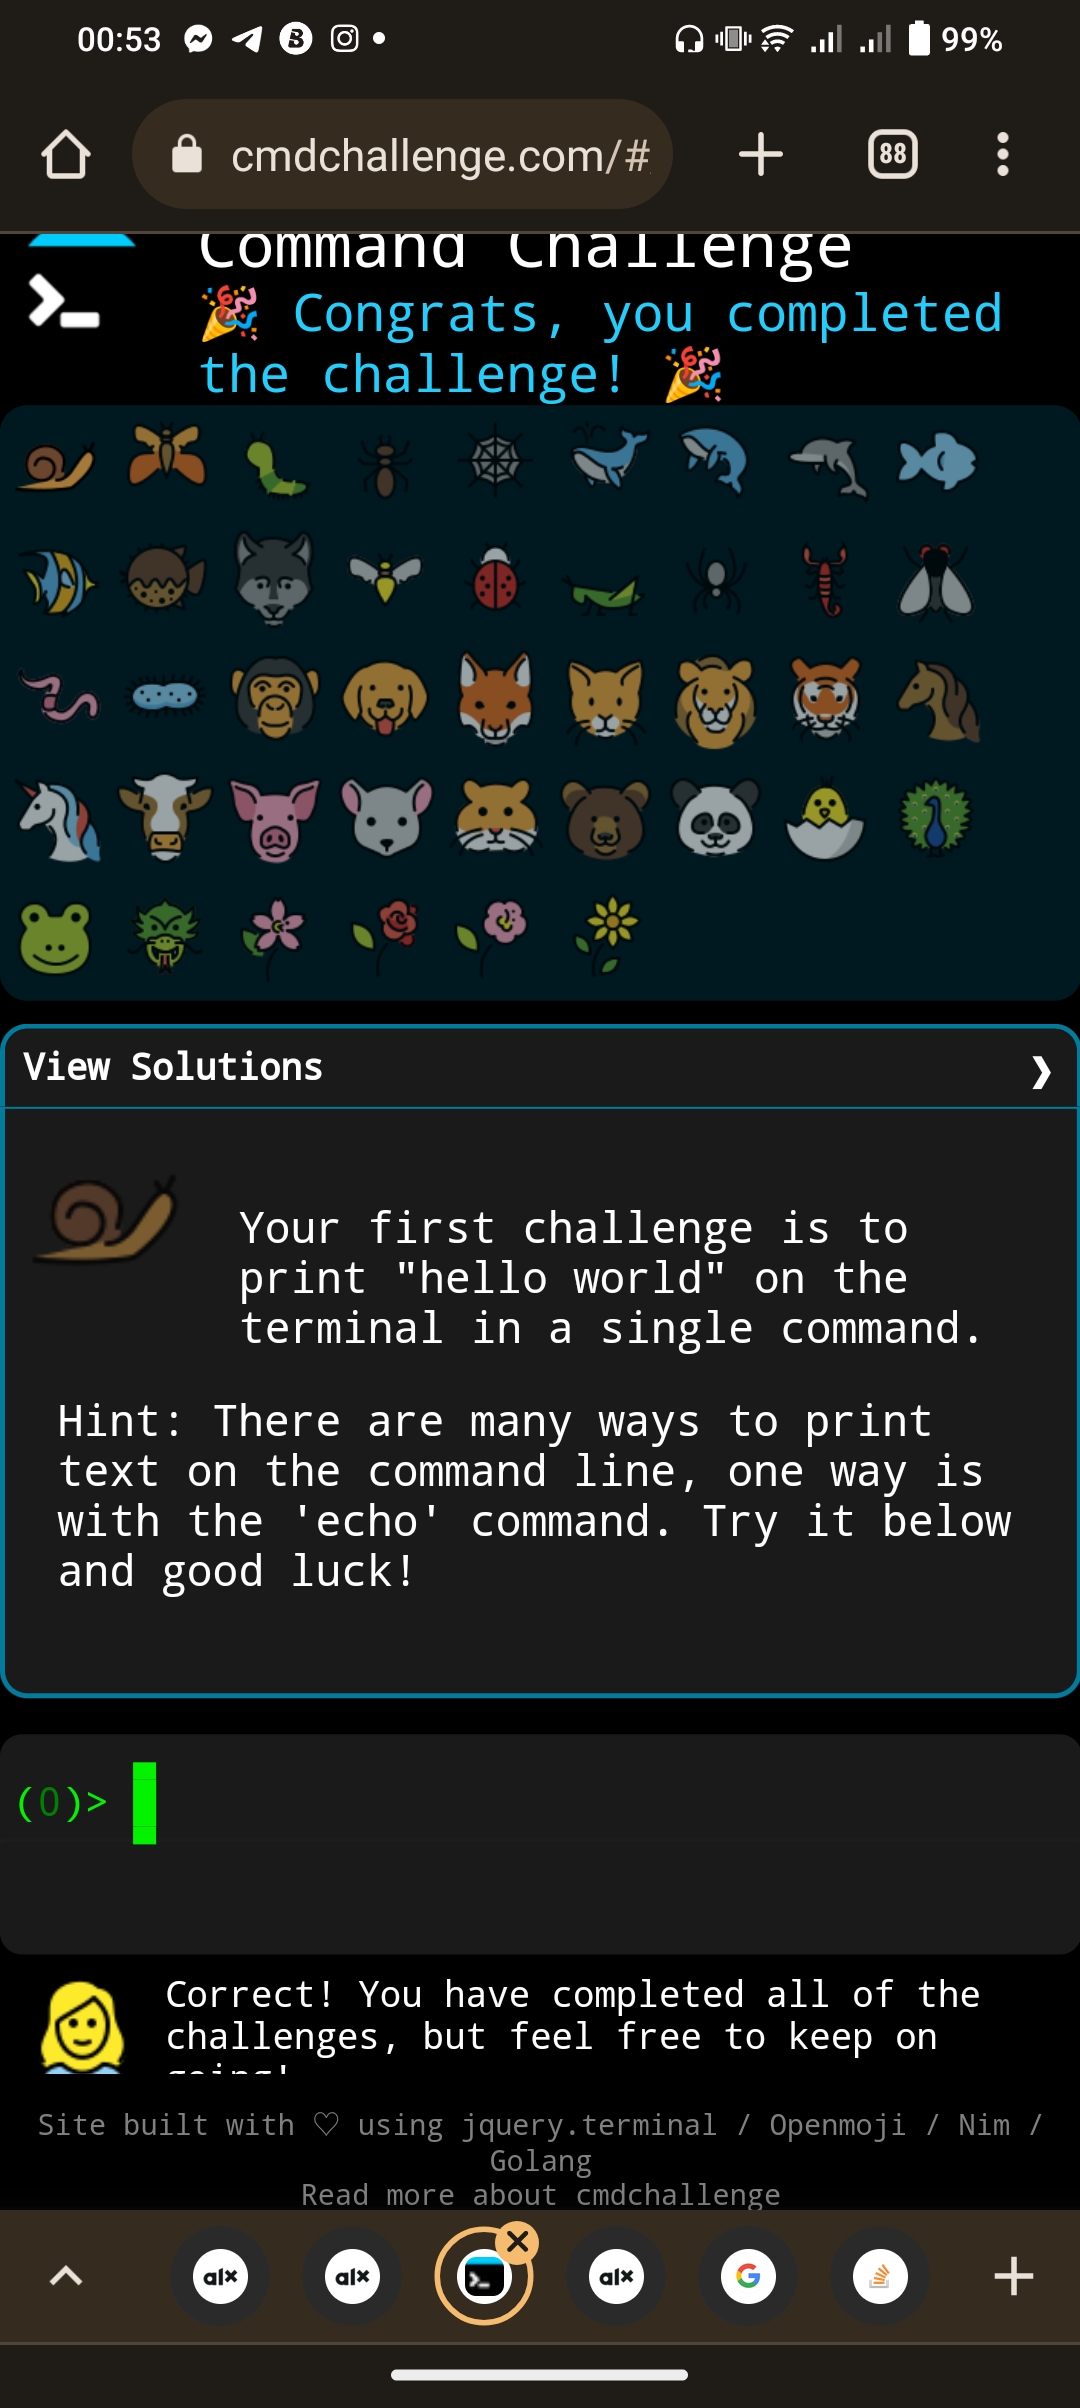 00:53
99%
cmdchallenge.com/#
88
Command Challenge
🎉 Congrats, you completed
the challenge! 🎉
View Solutions ❯
Your first challenge is to
print "hello world" on the
terminal in a single command.
Hint: There are many ways to print
text on the command line, one way is
with the 'echo' command. Try it below
and good luck!
(0)>
Correct! You have completed all of the
challenges, but feel free to keep on
going!
Site built with ♡ using jquery.terminal / Openmoji / Nim /
Golang
Read more about cmdchallenge
alx alx alx